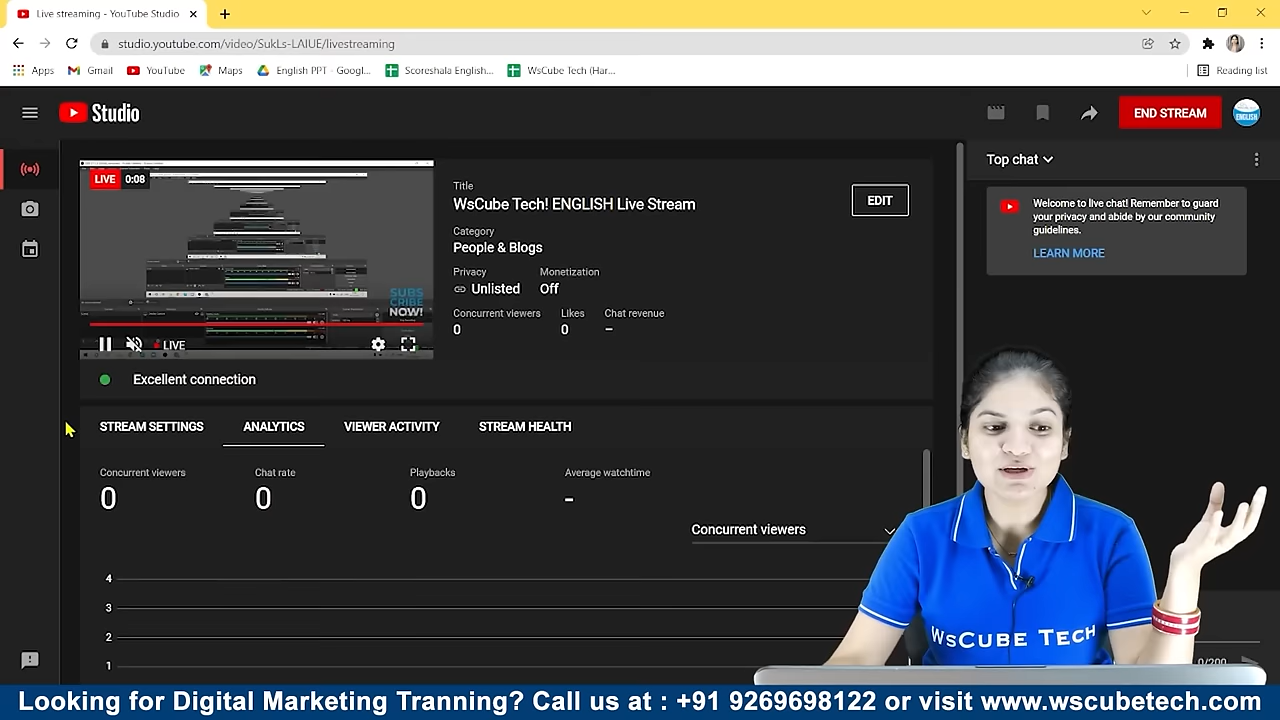 Live streaming - YouTube Studio
studio.youtube.com/video/SukLs-LAIUE/livestreaming
Apps
Gmail
YouTube
Maps
English PPT - Googl...
Scoreshala English...
WsCube Tech (Har...
Reading list
Studio
END STREAM
ENGLISH
LIVE 0:08
SUBS
CRIBE
NOW!
LIVE
Title
WsCube Tech! ENGLISH Live Stream
EDIT
Category
People & Blogs
Privacy Monetization
Unlisted Off
Concurrent viewers Likes Chat revenue
0 0 –
Top chat
Welcome to live chat! Remember to guard
your privacy and abide by our community
guidelines.
LEARN MORE
Excellent connection
STREAM SETTINGS ANALYTICS VIEWER ACTIVITY STREAM HEALTH
Concurrent viewers Chat rate Playbacks Average watchtime
0 0 0 -
Concurrent viewers
4
3
2
1
WSCUBE TECH
0/200
Looking for Digital Marketing Tranning? Call us at : +91 9269698122 or visit www.wscubetech.com